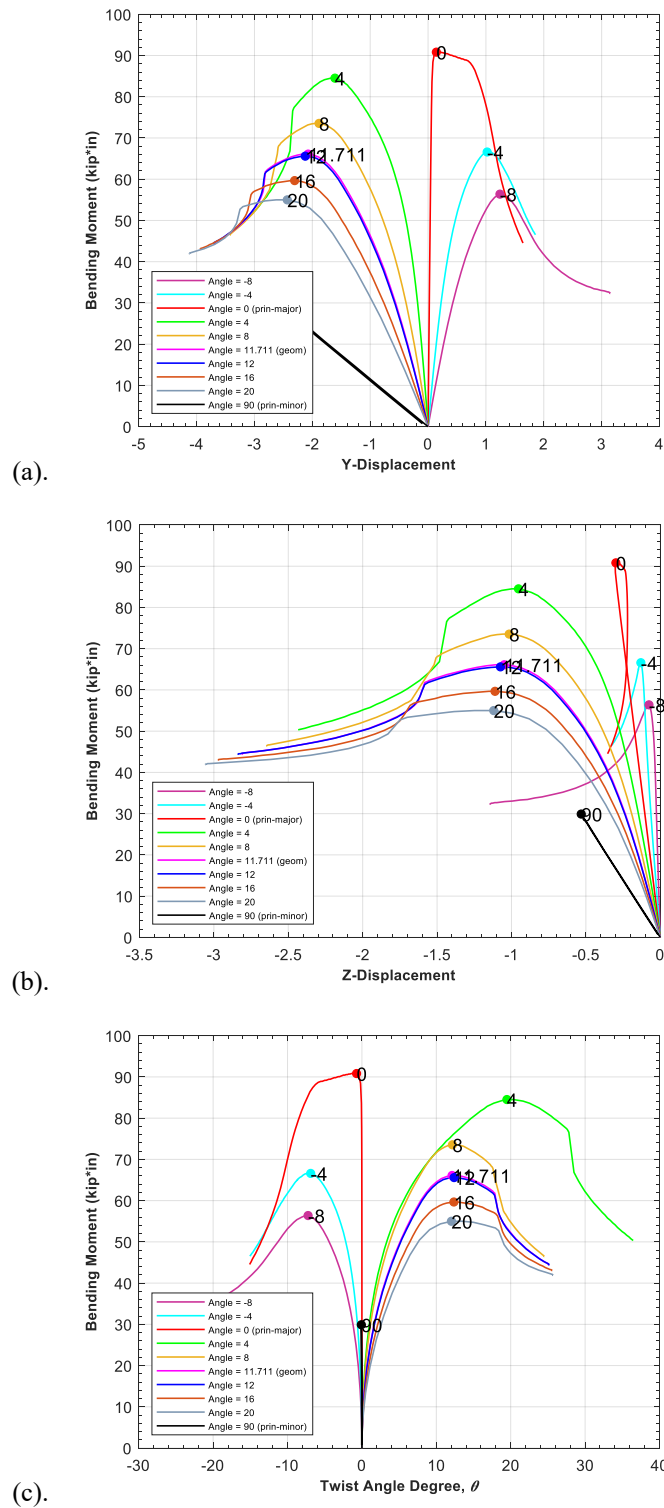 100
90
80
70
60
50
40
30
20
10
0
Bending Moment (kip*in)
0
4
8
11.711
12
16
20
-4
-8
Angle = -8
Angle = -4
Angle = 0 (prin-major)
Angle = 4
Angle = 8
Angle = 11.711 (geom)
Angle = 12
Angle = 16
Angle = 20
Angle = 90 (prin-minor)
-5 -4 -3 -2 -1 0 1 2 3 4
Y-Displacement
(a).
100
90
80
70
60
50
40
30
20
10
0
Bending Moment (kip*in)
0
4
8
11.711
12
-4
16
20
-8
90
Angle = -8
Angle = -4
Angle = 0 (prin-major)
Angle = 4
Angle = 8
Angle = 11.711 (geom)
Angle = 12
Angle = 16
Angle = 20
Angle = 90 (prin-minor)
-3.5 -3 -2.5 -2 -1.5 -1 -0.5 0
Z-Displacement
(b).
100
90
80
70
60
50
40
30
20
10
0
Bending Moment (kip*in)
0
4
8
-4
11.711
12
16
-8
20
90
Angle = -8
Angle = -4
Angle = 0 (prin-major)
Angle = 4
Angle = 8
Angle = 11.711 (geom)
Angle = 12
Angle = 16
Angle = 20
Angle = 90 (prin-minor)
-30 -20 -10 0 10 20 30 40
Twist Angle Degree, θ
(c).